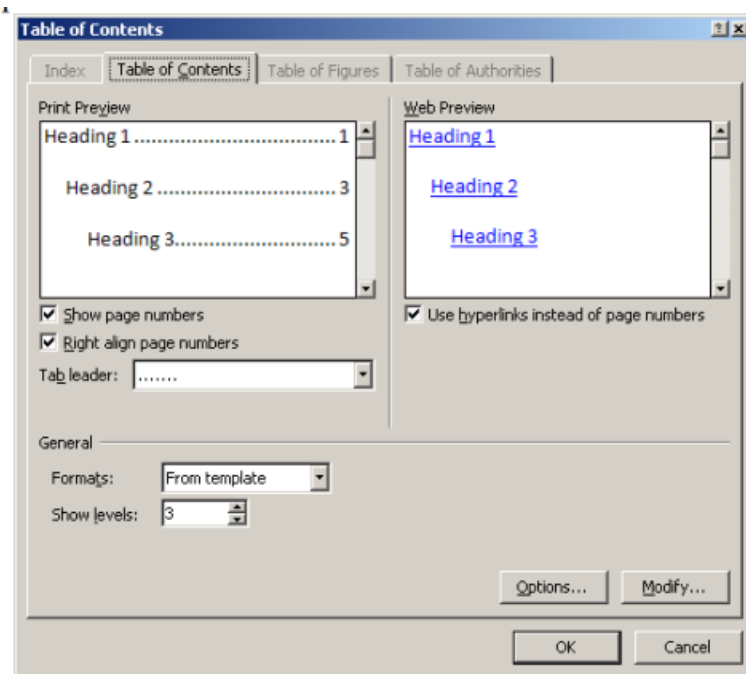 Table of Contents
Index Table of Contents Table of Figures Table of Authorities
Print Preview
Heading 1 ................................... 1
Heading 2 ............................... 3
Heading 3............................ 5
Show page numbers
Right align page numbers
Tab leader: .......
Web Preview
Heading 1
Heading 2
Heading 3
Use hyperlinks instead of page numbers
General
Formats: From template
Show levels: 3
Options... Modify...
OK Cancel